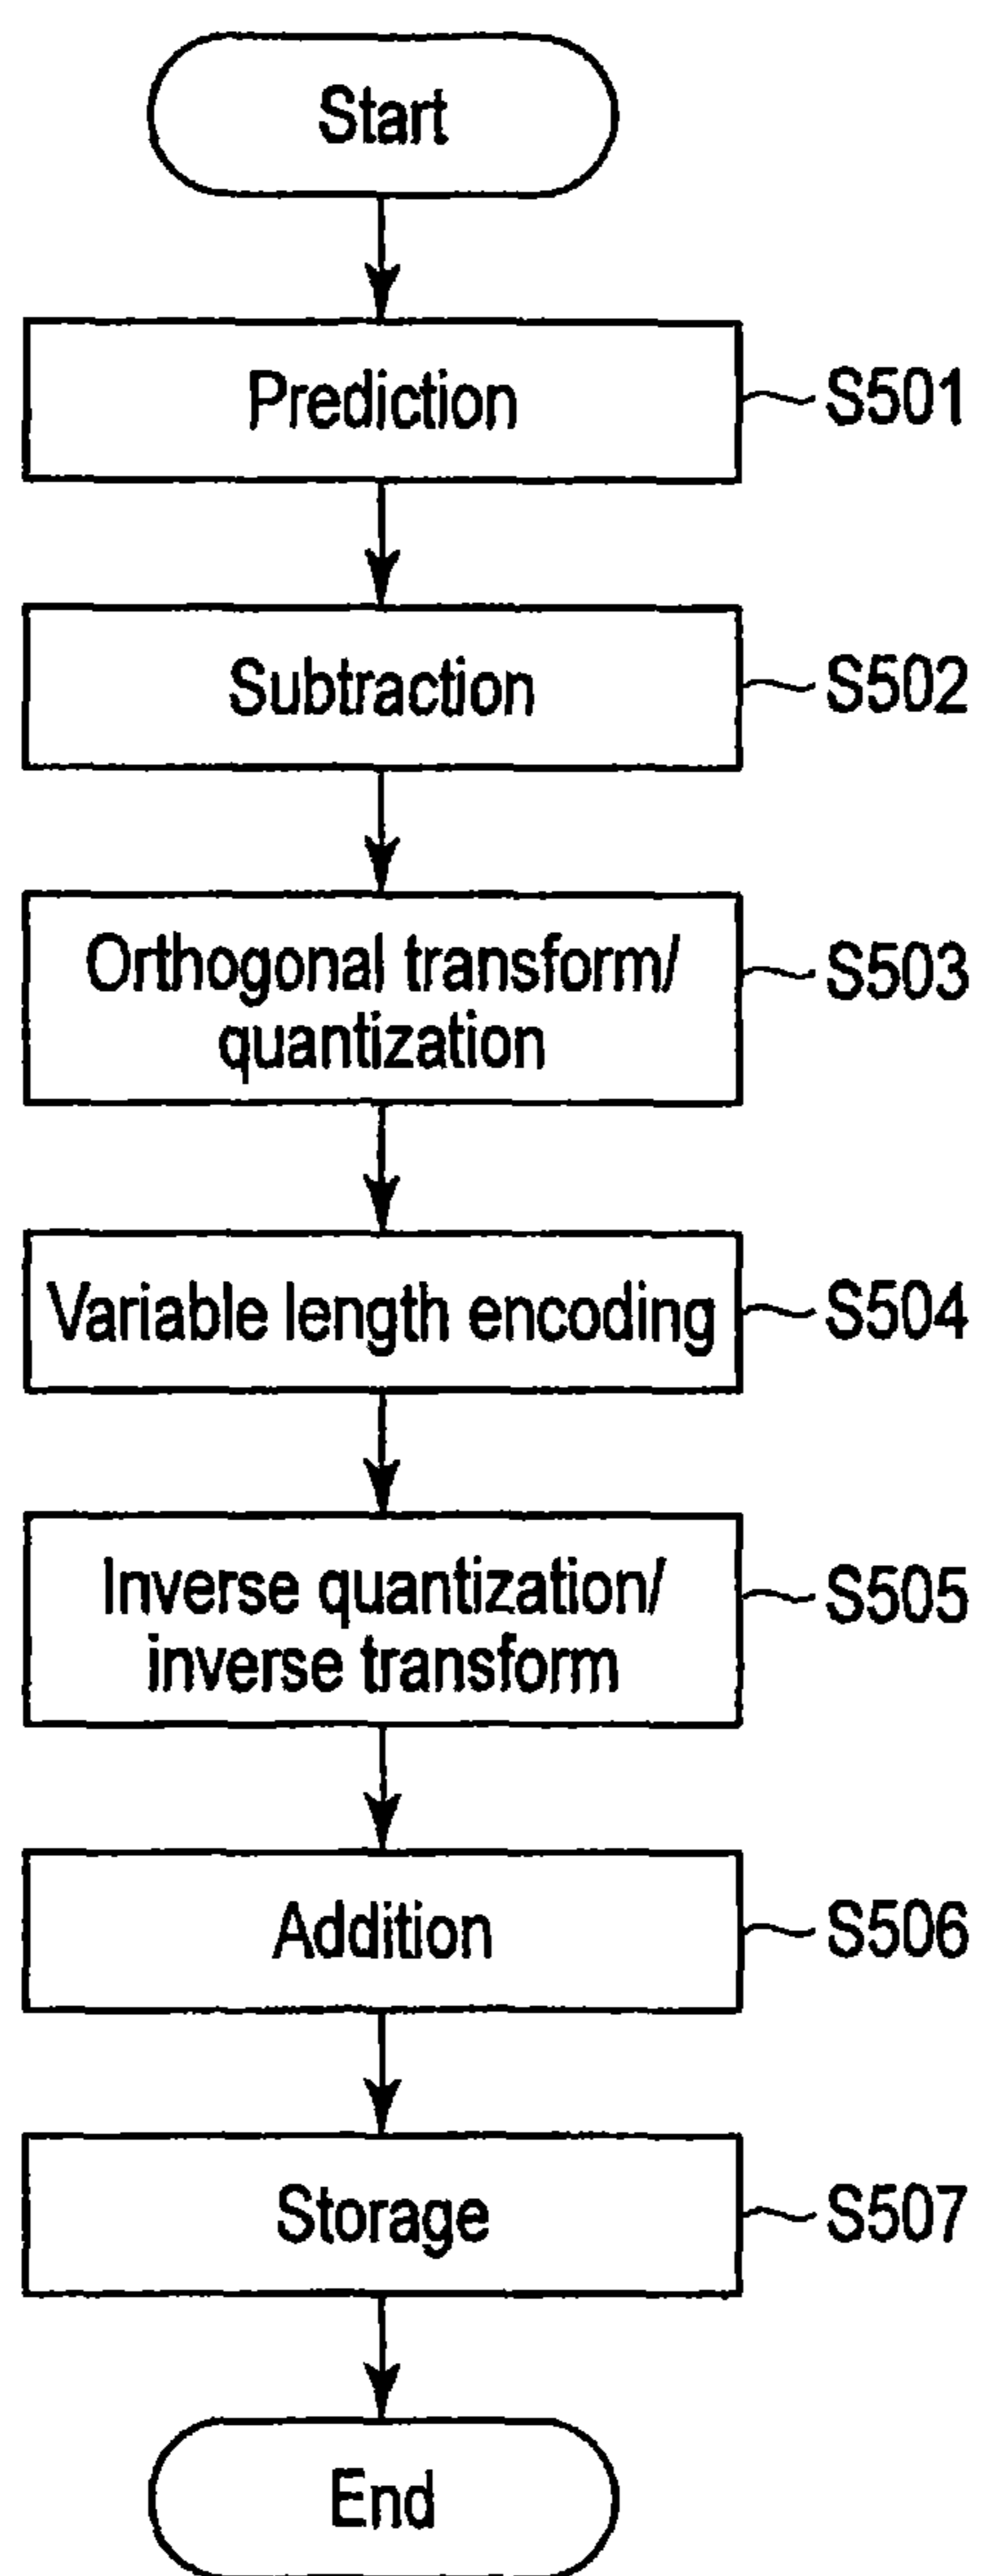 Start
Prediction
S501
Subtraction
S502
Orthogonal transform/
quantization
S503
Variable length encoding
S504
Inverse quantization/
inverse transform
S505
Addition
S506
Storage
S507
End